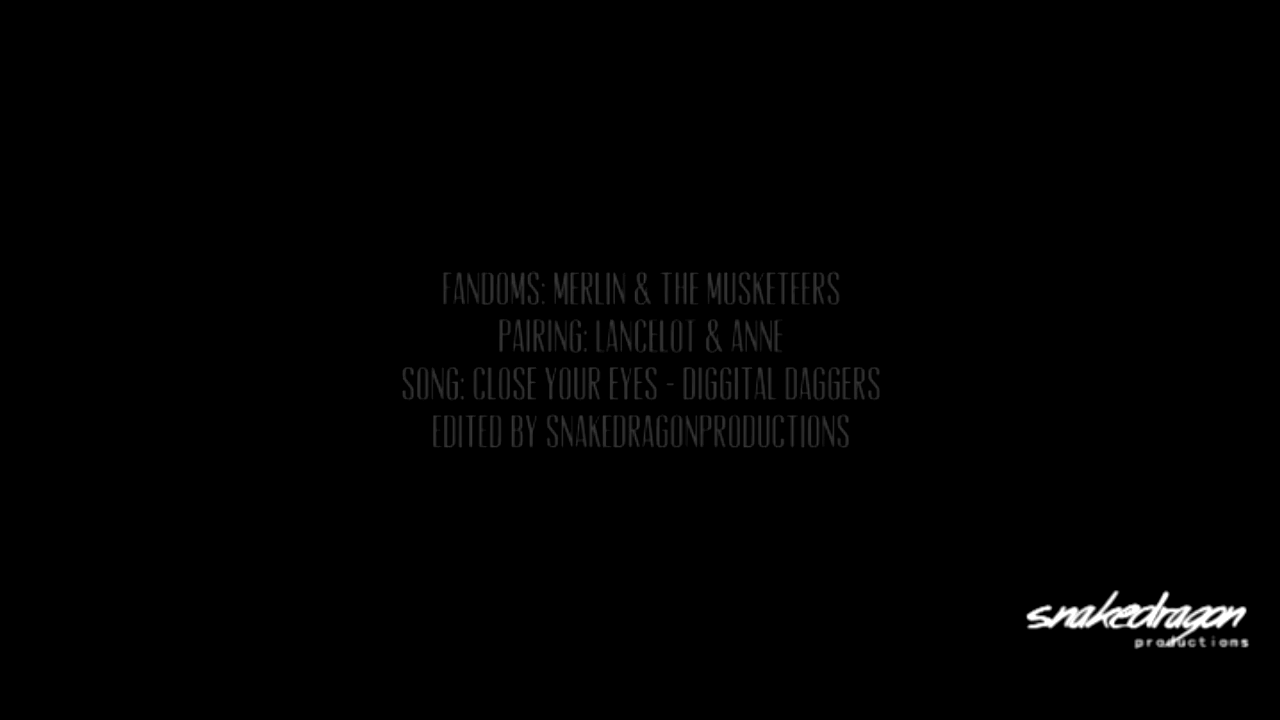 FANDOMS: MERLIN & THE MUSKETEERS
PAIRING: LANCELOT & ANNE
SONG: CLOSE YOUR EYES - DIGGITAL DAGGERS
EDITED BY SNAKEDRAGONPRODUCTIONS
snakedragon
productions